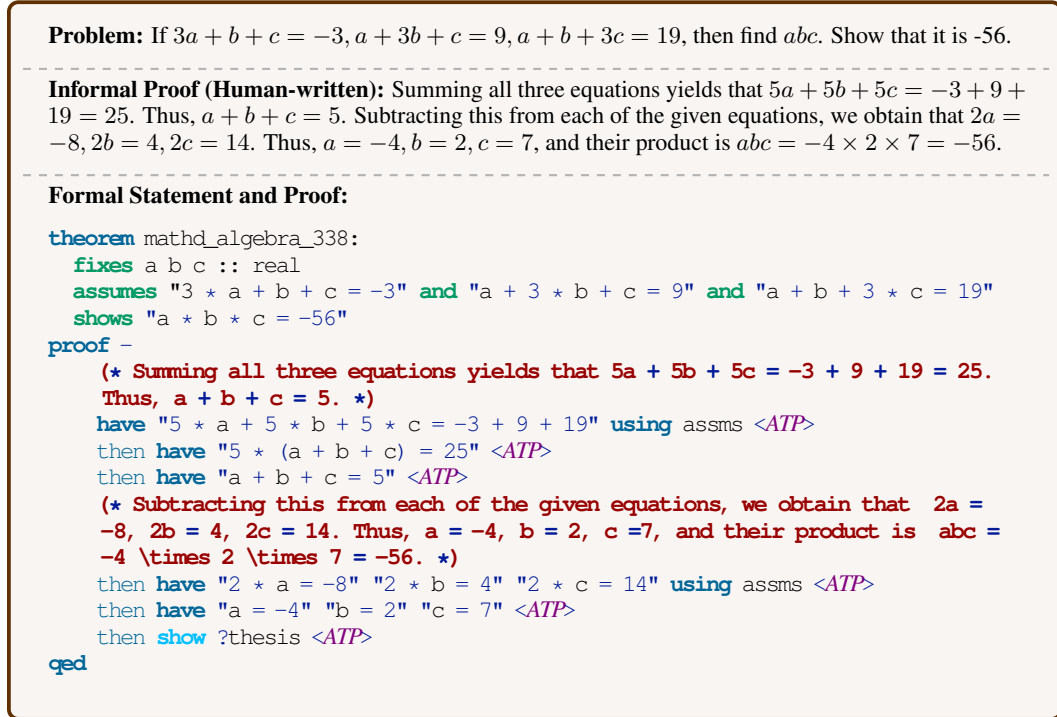 Problem: If 3a + b + c = −3, a + 3b + c = 9, a + b + 3c = 19, then find abc. Show that it is -56.
Informal Proof (Human-written): Summing all three equations yields that 5a + 5b + 5c = −3 + 9 +
19 = 25. Thus, a + b + c = 5. Subtracting this from each of the given equations, we obtain that 2a =
−8, 2b = 4, 2c = 14. Thus, a = −4, b = 2, c = 7, and their product is abc = −4 × 2 × 7 = −56.
Formal Statement and Proof:
theorem mathd_algebra_338:
fixes a b c :: real
assumes "3 * a + b + c = -3" and "a + 3 * b + c = 9" and "a + b + 3 * c = 19"
shows "a * b * c = -56"
proof -
(* Summing all three equations yields that 5a + 5b + 5c = -3 + 9 + 19 = 25.
Thus, a + b + c = 5. *)
have "5 * a + 5 * b + 5 * c = -3 + 9 + 19" using assms <ATP>
then have "5 * (a + b + c) = 25" <ATP>
then have "a + b + c = 5" <ATP>
(* Subtracting this from each of the given equations, we obtain that 2a =
-8, 2b = 4, 2c = 14. Thus, a = -4, b = 2, c =7, and their product is abc =
-4 \times 2 \times 7 = -56. *)
then have "2 * a = -8" "2 * b = 4" "2 * c = 14" using assms <ATP>
then have "a = -4" "b = 2" "c = 7" <ATP>
then show ?thesis <ATP>
qed